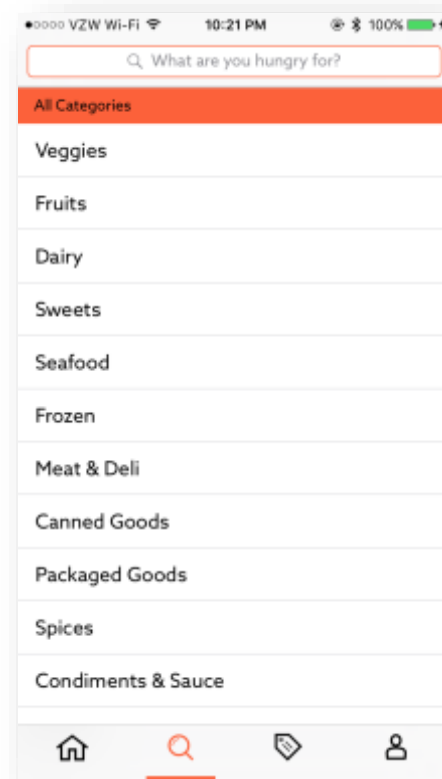 VZW Wi-Fi 10:21 PM 100%
What are you hungry for?
All Categories
Veggies
Fruits
Dairy
Sweets
Seafood
Frozen
Meat & Deli
Canned Goods
Packaged Goods
Spices
Condiments & Sauce